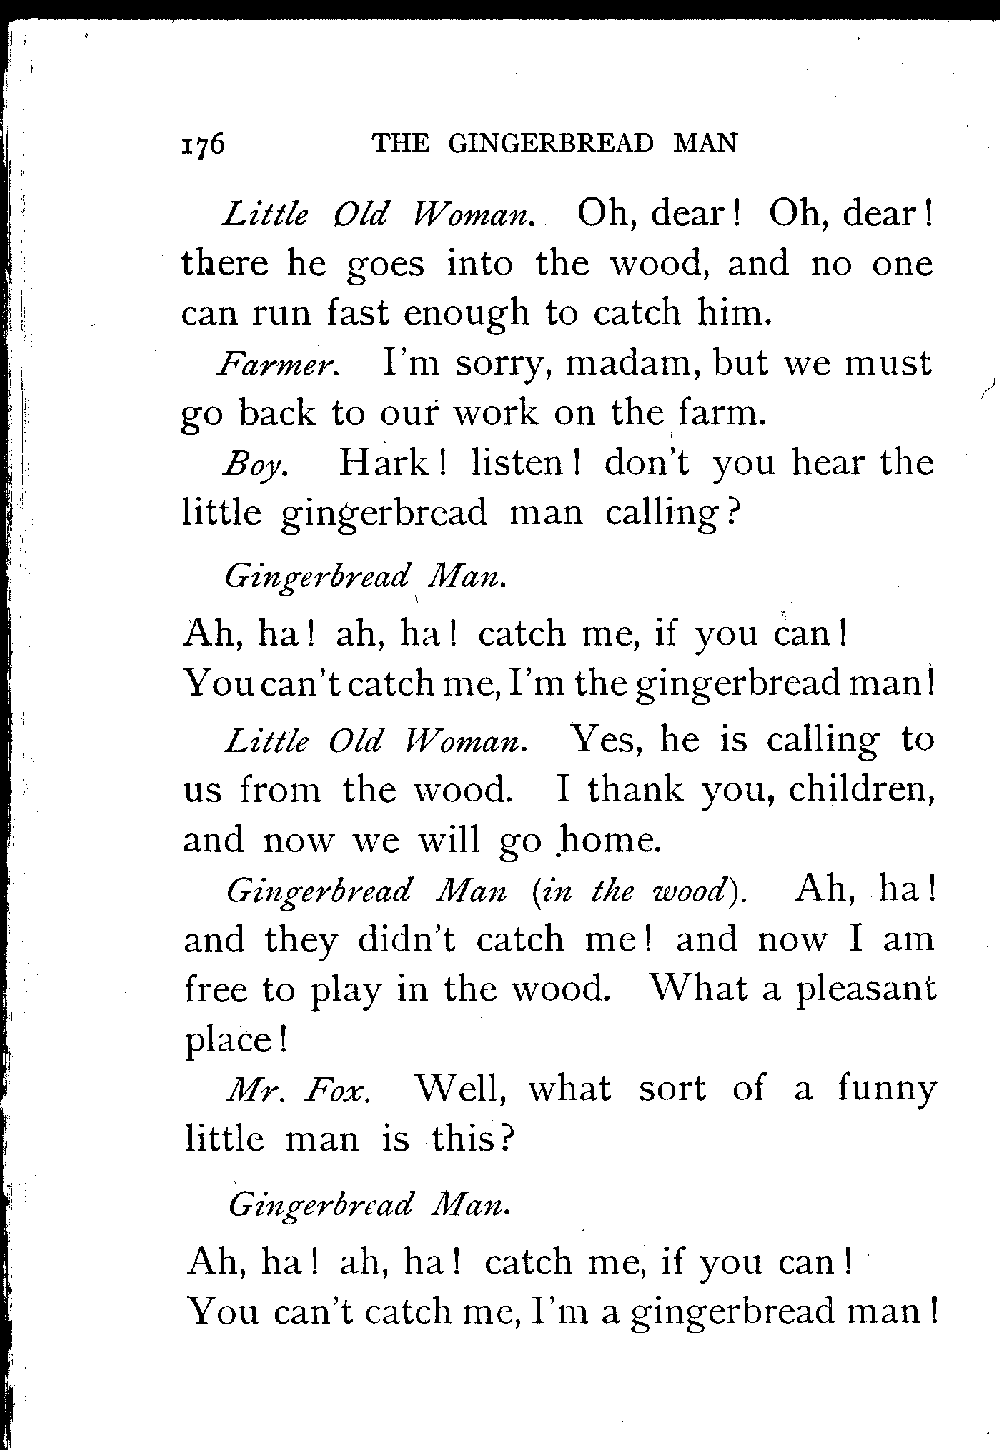 176 THE GINGERBREAD MAN
Little Old Woman. Oh, dear! Oh, dear!
there he goes into the wood, and no one
can run fast enough to catch him.
Farmer. I'm sorry, madam, but we must
go back to our work on the farm.
Boy. Hark! listen! don't you hear the
little gingerbread man calling?
Gingerbread Man.
Ah, ha! ah, ha! catch me, if you can!
You can't catch me, I'm the gingerbread man!
Little Old Woman. Yes, he is calling to
us from the wood. I thank you, children,
and now we will go home.
Gingerbread Man (in the wood). Ah, ha!
and they didn't catch me! and now I am
free to play in the wood. What a pleasant
place!
Mr. Fox. Well, what sort of a funny
little man is this?
Gingerbread Man.
Ah, ha! ah, ha! catch me, if you can!
You can't catch me, I'm a gingerbread man!